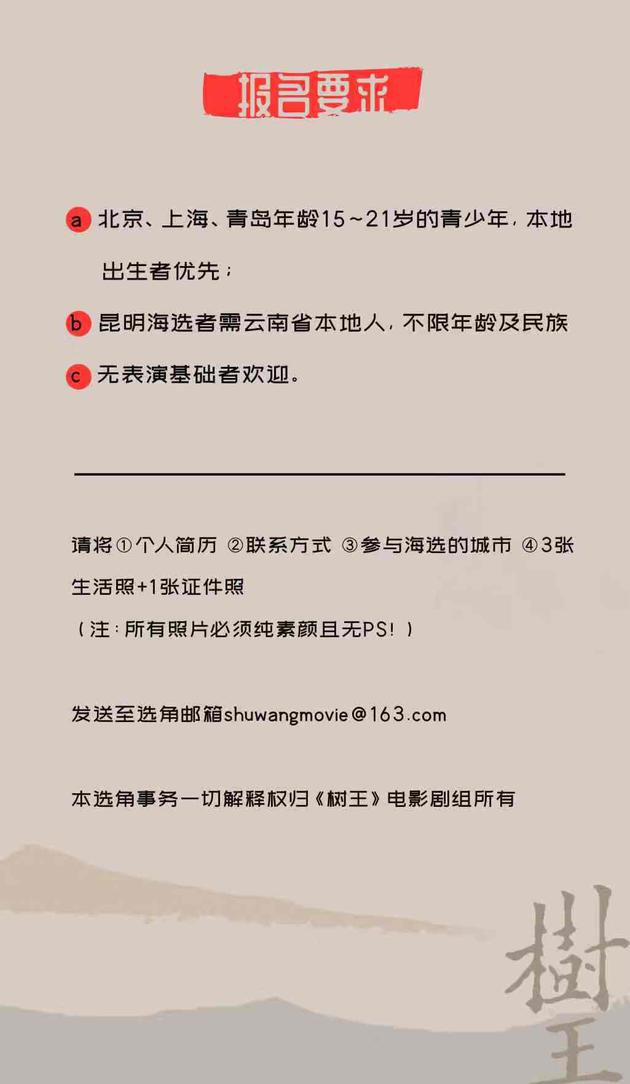 报名要求
a 北京、上海、青岛年龄15~21岁的青少年，本地
出生者优先；
b 昆明海选者需云南省本地人，不限年龄及民族
c 无表演基础者欢迎。
请将①个人简历 ②联系方式 ③参与海选的城市 ④3张
生活照+1张证件照
（注：所有照片必须纯素颜且无PS！）
发送至选角邮箱shuwangmovie@163.com
本选角事务一切解释权归《树王》电影剧组所有
樹
王